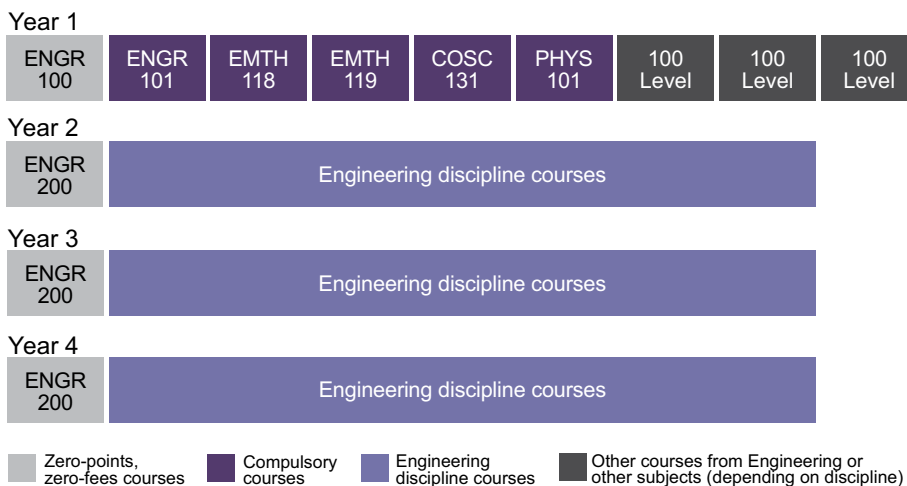 Year 1
ENGR 100
ENGR 101
EMTH 118
EMTH 119
COSC 131
PHYS 101
100 Level
100 Level
100 Level
Year 2
ENGR 200
Engineering discipline courses
Year 3
ENGR 200
Engineering discipline courses
Year 4
ENGR 200
Engineering discipline courses
Zero-points,
zero-fees courses
Compulsory
courses
Engineering
discipline courses
Other courses from Engineering or
other subjects (depending on discipline)